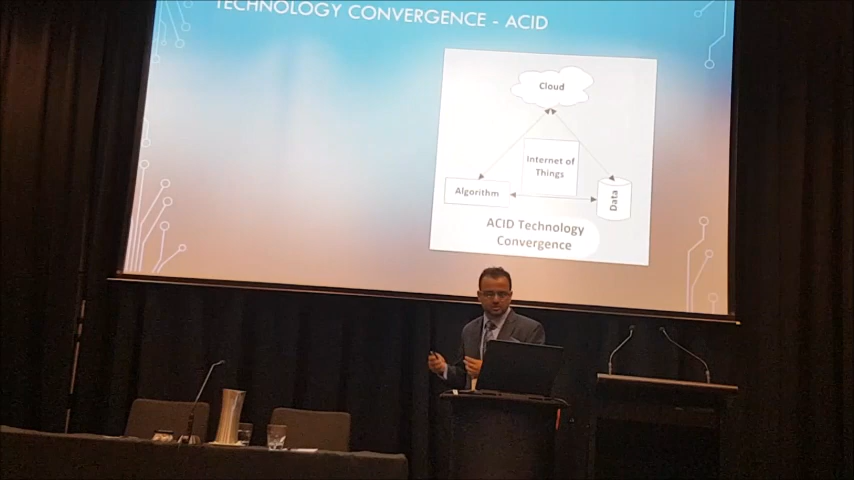 TECHNOLOGY CONVERGENCE - ACID
Cloud
Internet of
Things
Algorithm
Data
ACID Technology
Convergence